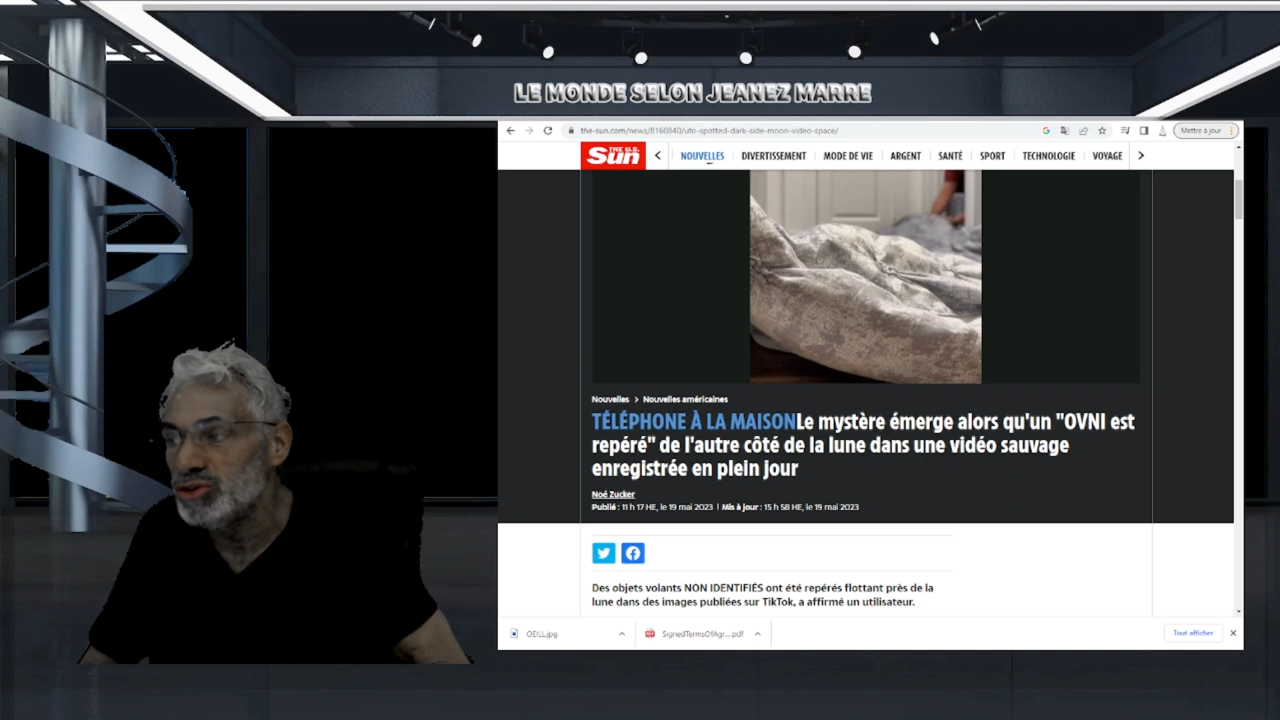 LE MONDE SELON JEANEZ MARRE
the-sun.com/news/8160840/ufo-spotted-dark-side-moon-video-space/
Mettre à jour
THE U.S. Sun
NOUVELLES DIVERTISSEMENT MODE DE VIE ARGENT SANTÉ SPORT TECHNOLOGIE VOYAGE
Nouvelles > Nouvelles américaines
TÉLÉPHONE À LA MAISONLe mystère émerge alors qu'un "OVNI est
repéré" de l'autre côté de la lune dans une vidéo sauvage
enregistrée en plein jour
Noé Zucker
Publié : 11 h 17 HE, le 19 mai 2023 | Mis à jour : 15 h 58 HE, le 19 mai 2023
Des objets volants NON IDENTIFIÉS ont été repérés flottant près de la
lune dans des images publiées sur TikTok, a affirmé un utilisateur.
OEILL.jpg SignedTermsOfAgr....pdf Tout afficher